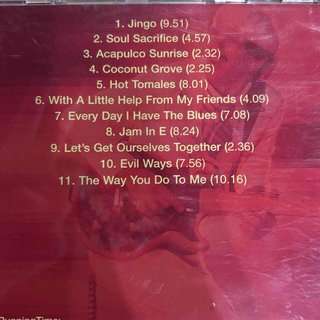 1. Jingo (9.51)
2. Soul Sacrifice (4.57)
3. Acapulco Sunrise (2.32)
4. Coconut Grove (2.25)
5. Hot Tomales (8.01)
6. With A Little Help From My Friends (4.09)
7. Every Day I Have The Blues (7.08)
8. Jam In E (8.24)
9. Let's Get Ourselves Together (2.36)
10. Evil Ways (7.56)
11. The Way You Do To Me (10.16)